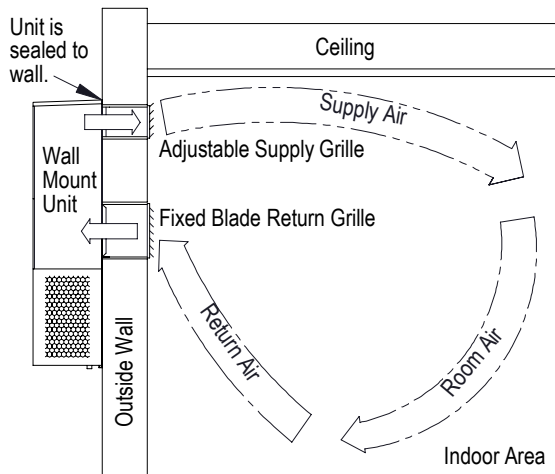 Unit is
sealed to
wall.
Ceiling
Supply Air
Adjustable Supply Grille
Wall
Mount
Unit
Fixed Blade Return Grille
Return Air
Room Air
Outside Wall
Indoor Area